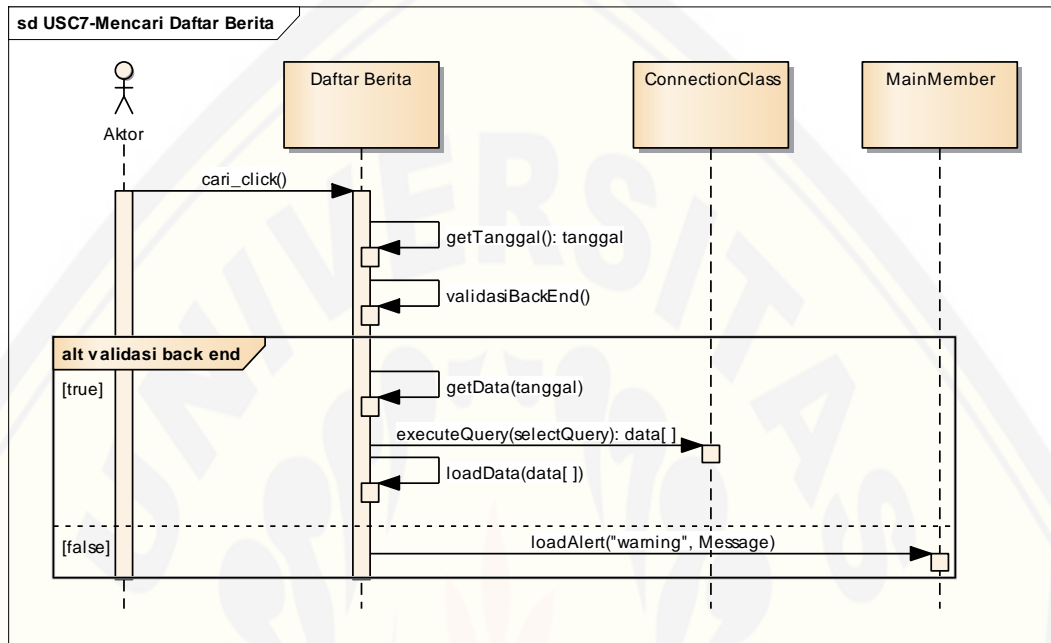 sd USC7-Mencari Daftar Berita
Aktor
Daftar Berita
ConnectionClass
MainMember
cari_click()
getTanggal(): tanggal
validasiBackEnd()
alt validasi back end
[true]
getData(tanggal)
executeQuery(selectQuery): data[ ]
loadData(data[ ])
[false]
loadAlert("warning", Message)
UNIVERSITAS